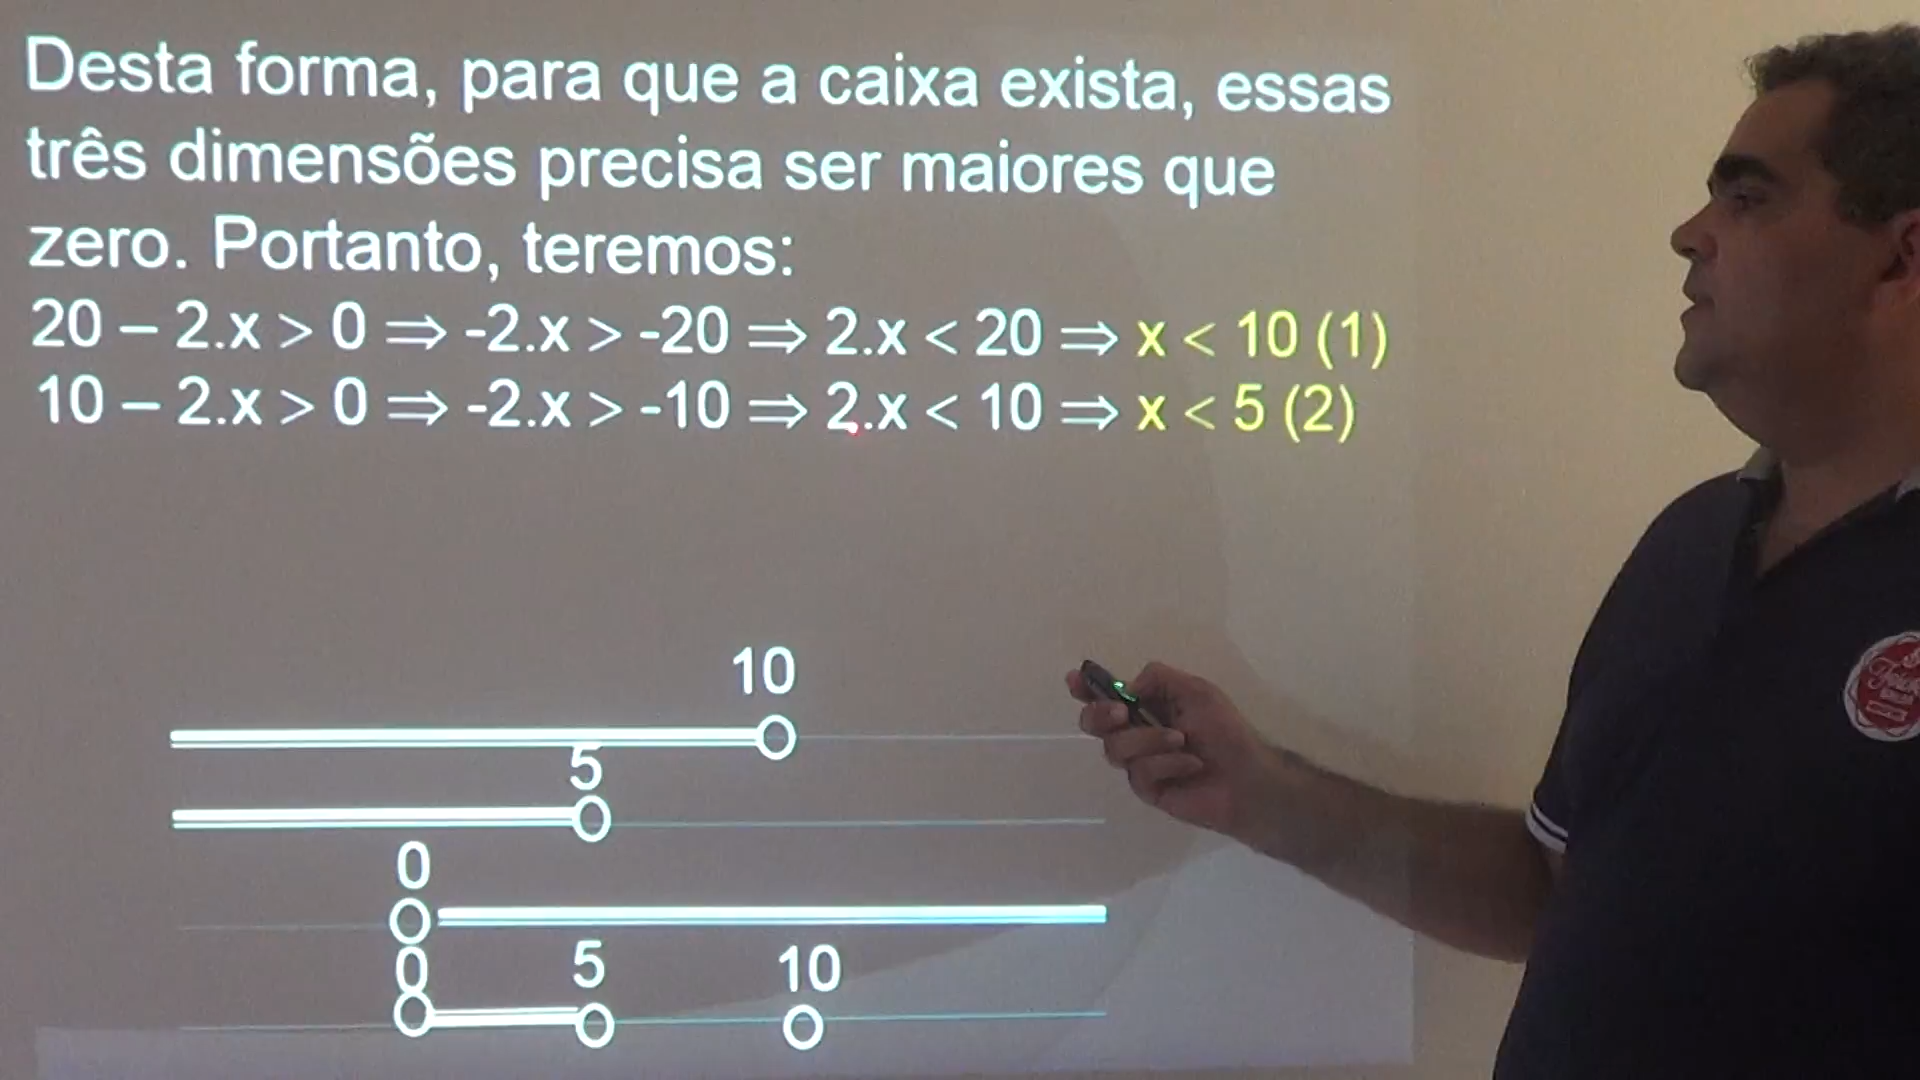 Desta forma, para que a caixa exista, essas
três dimensões precisa ser maiores que
zero. Portanto, teremos:
20 – 2.x > 0 ⇒ -2.x > -20 ⇒ 2.x < 20 ⇒ x < 10 (1)
10 – 2.x > 0 ⇒ -2.x > -10 ⇒ 2.x < 10 ⇒ x < 5 (2)
10
5
0
0 5 10